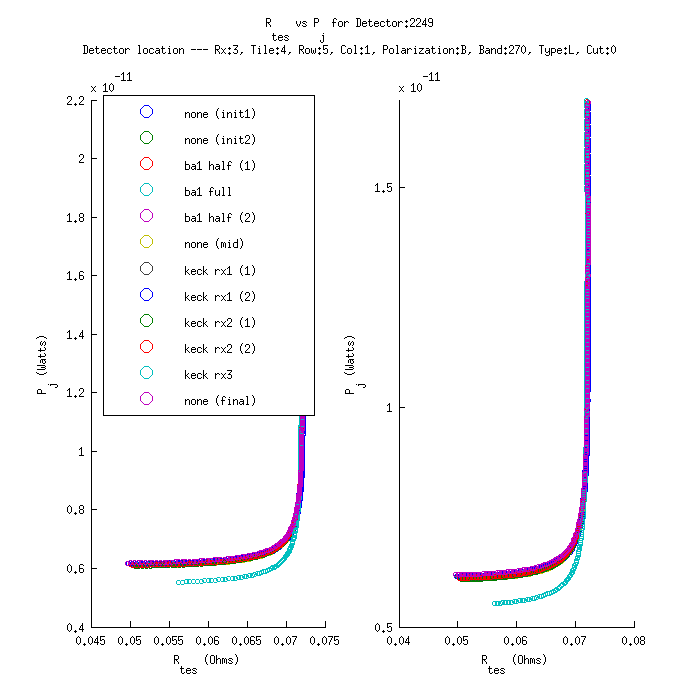 R    vs P  for Detector:2249
tes    j
Detector location --- Rx:3, Tile:4, Row:5, Col:1, Polarization:B, Band:270, Type:L, Cut:0
x 10^-11
x 10^-11
2.2
2
1.8
1.6
1.4
1.2
1
0.8
0.6
0.4
P_j (Watts)
none (init1)
none (init2)
ba1 half (1)
ba1 full
ba1 half (2)
none (mid)
keck rx1 (1)
keck rx1 (2)
keck rx2 (1)
keck rx2 (2)
keck rx3
none (final)
0.045 0.05 0.055 0.06 0.065 0.07 0.075
R_tes (Ohms)
1.5
1
0.5
P_j (Watts)
0.04 0.05 0.06 0.07 0.08
R_tes (Ohms)